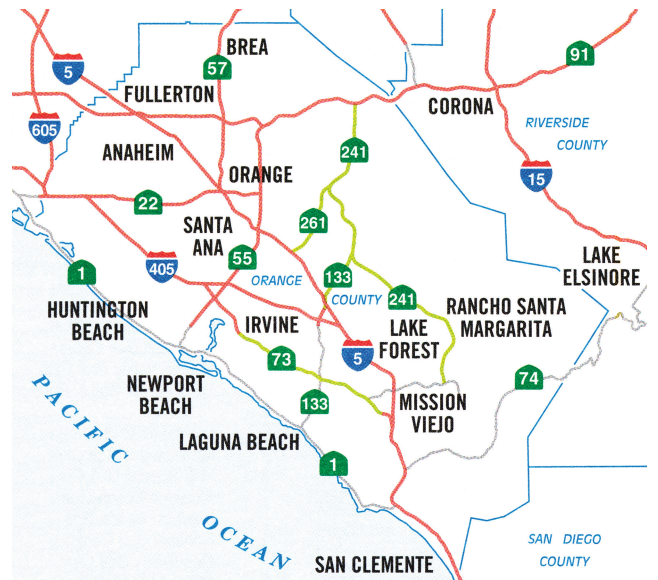 BREA
5
57
91
FULLERTON
CORONA
605
RIVERSIDE
COUNTY
ANAHEIM
241
ORANGE
15
22
261
SANTA
ANA
55
405
1
ORANGE
COUNTY
133
LAKE
ELSINORE
241
HUNTINGTON
BEACH
RANCHO SANTA
MARGARITA
IRVINE
LAKE
FOREST
5
73
74
NEWPORT
BEACH
133
MISSION
VIEJO
PACIFIC
OCEAN
LAGUNA BEACH
1
SAN CLEMENTE
SAN DIEGO
COUNTY